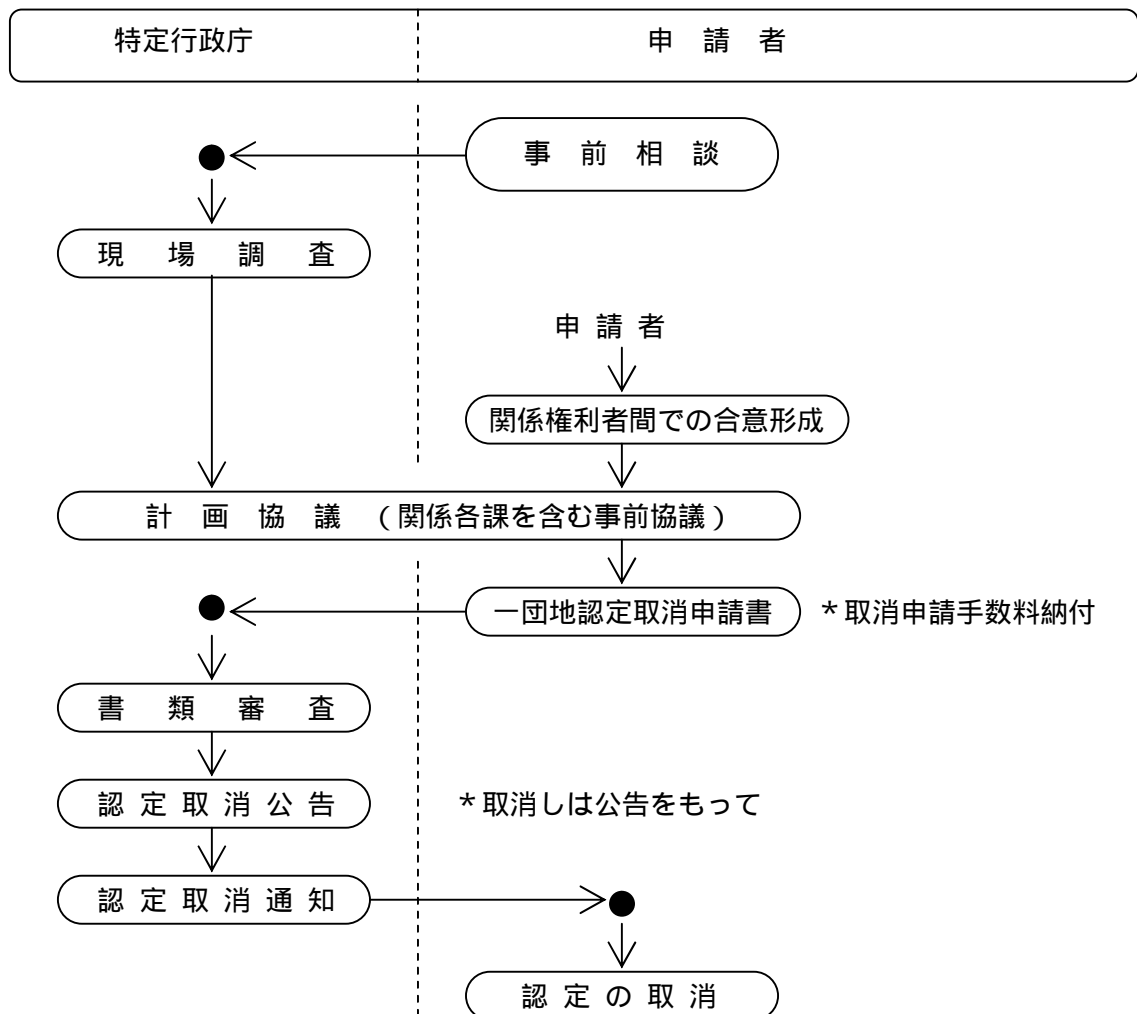 特定行政庁 申請者
事前相談
現場調査
申請者
関係権利者間での合意形成
計画協議（関係各課を含む事前協議）
一団地認定取消申請書 ＊取消申請手数料納付
書類審査
認定取消公告 ＊取消しは公告をもって
認定取消通知
認定の取消